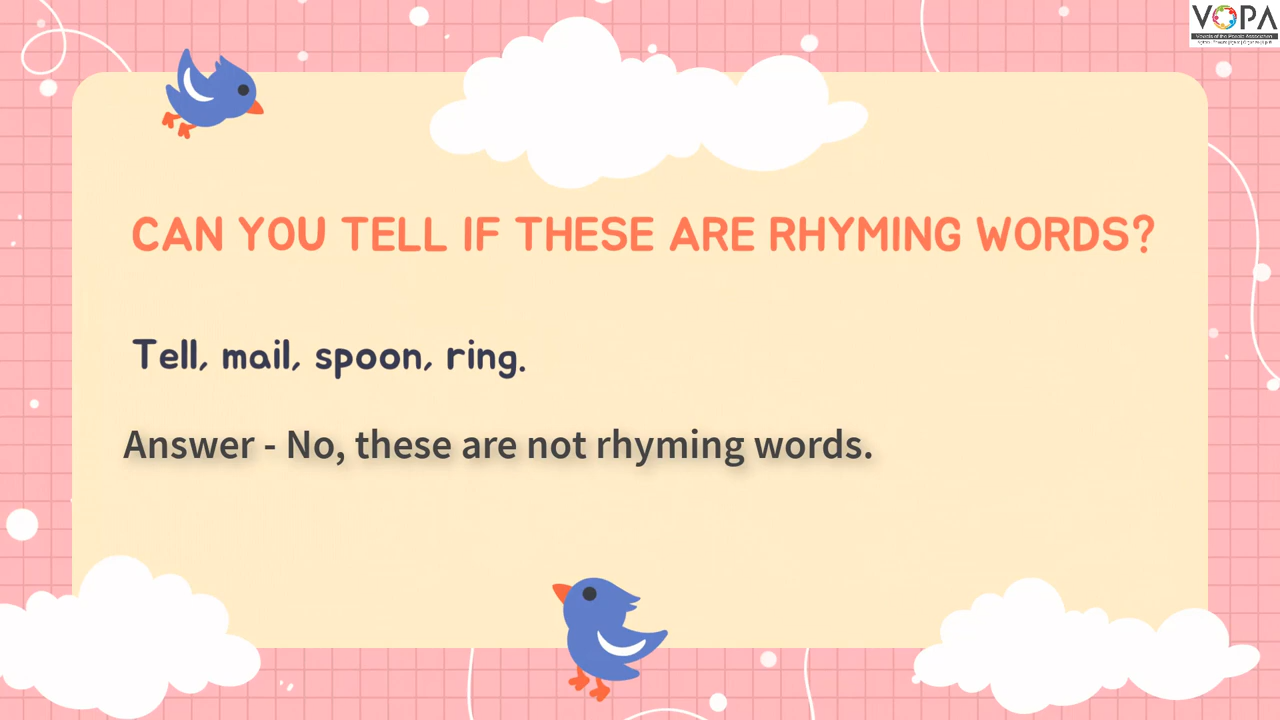 VOPA
CAN YOU TELL IF THESE ARE RHYMING WORDS?
Tell, mail, spoon, ring.
Answer - No, these are not rhyming words.